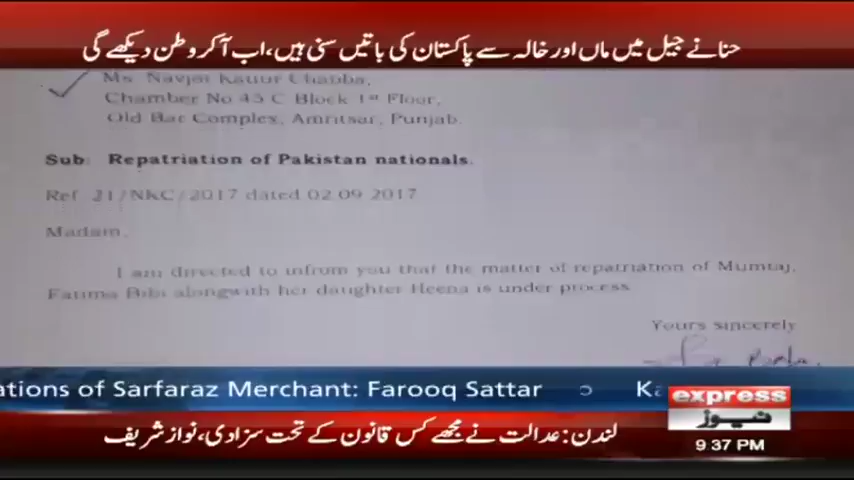 حنا نے جیل میں ماں اور خالہ سے پاکستان کی باتیں سنی ہیں، اب آکر وطن دیکھے گی
Ms. Navjot Kauur Chabba,
Chamber No 45 C Block 1st Floor,
Old Bar Complex, Amritsar, Punjab.
Sub: Repatriation of Pakistan nationals.
Ref 21/NKC/2017 dated 02.09.2017
Madam,
I am directed to infrom you that the matter of repatriation of Mumtaj,
Fatima Bibi alongwith her daughter Heena is under process
Yours sincerely
ations of Sarfaraz Merchant: Farooq Sattar
express
نیوز
لندن: عدالت نے مجھے کس قانون کے تحت سزا دی، نواز شریف
9:37 PM